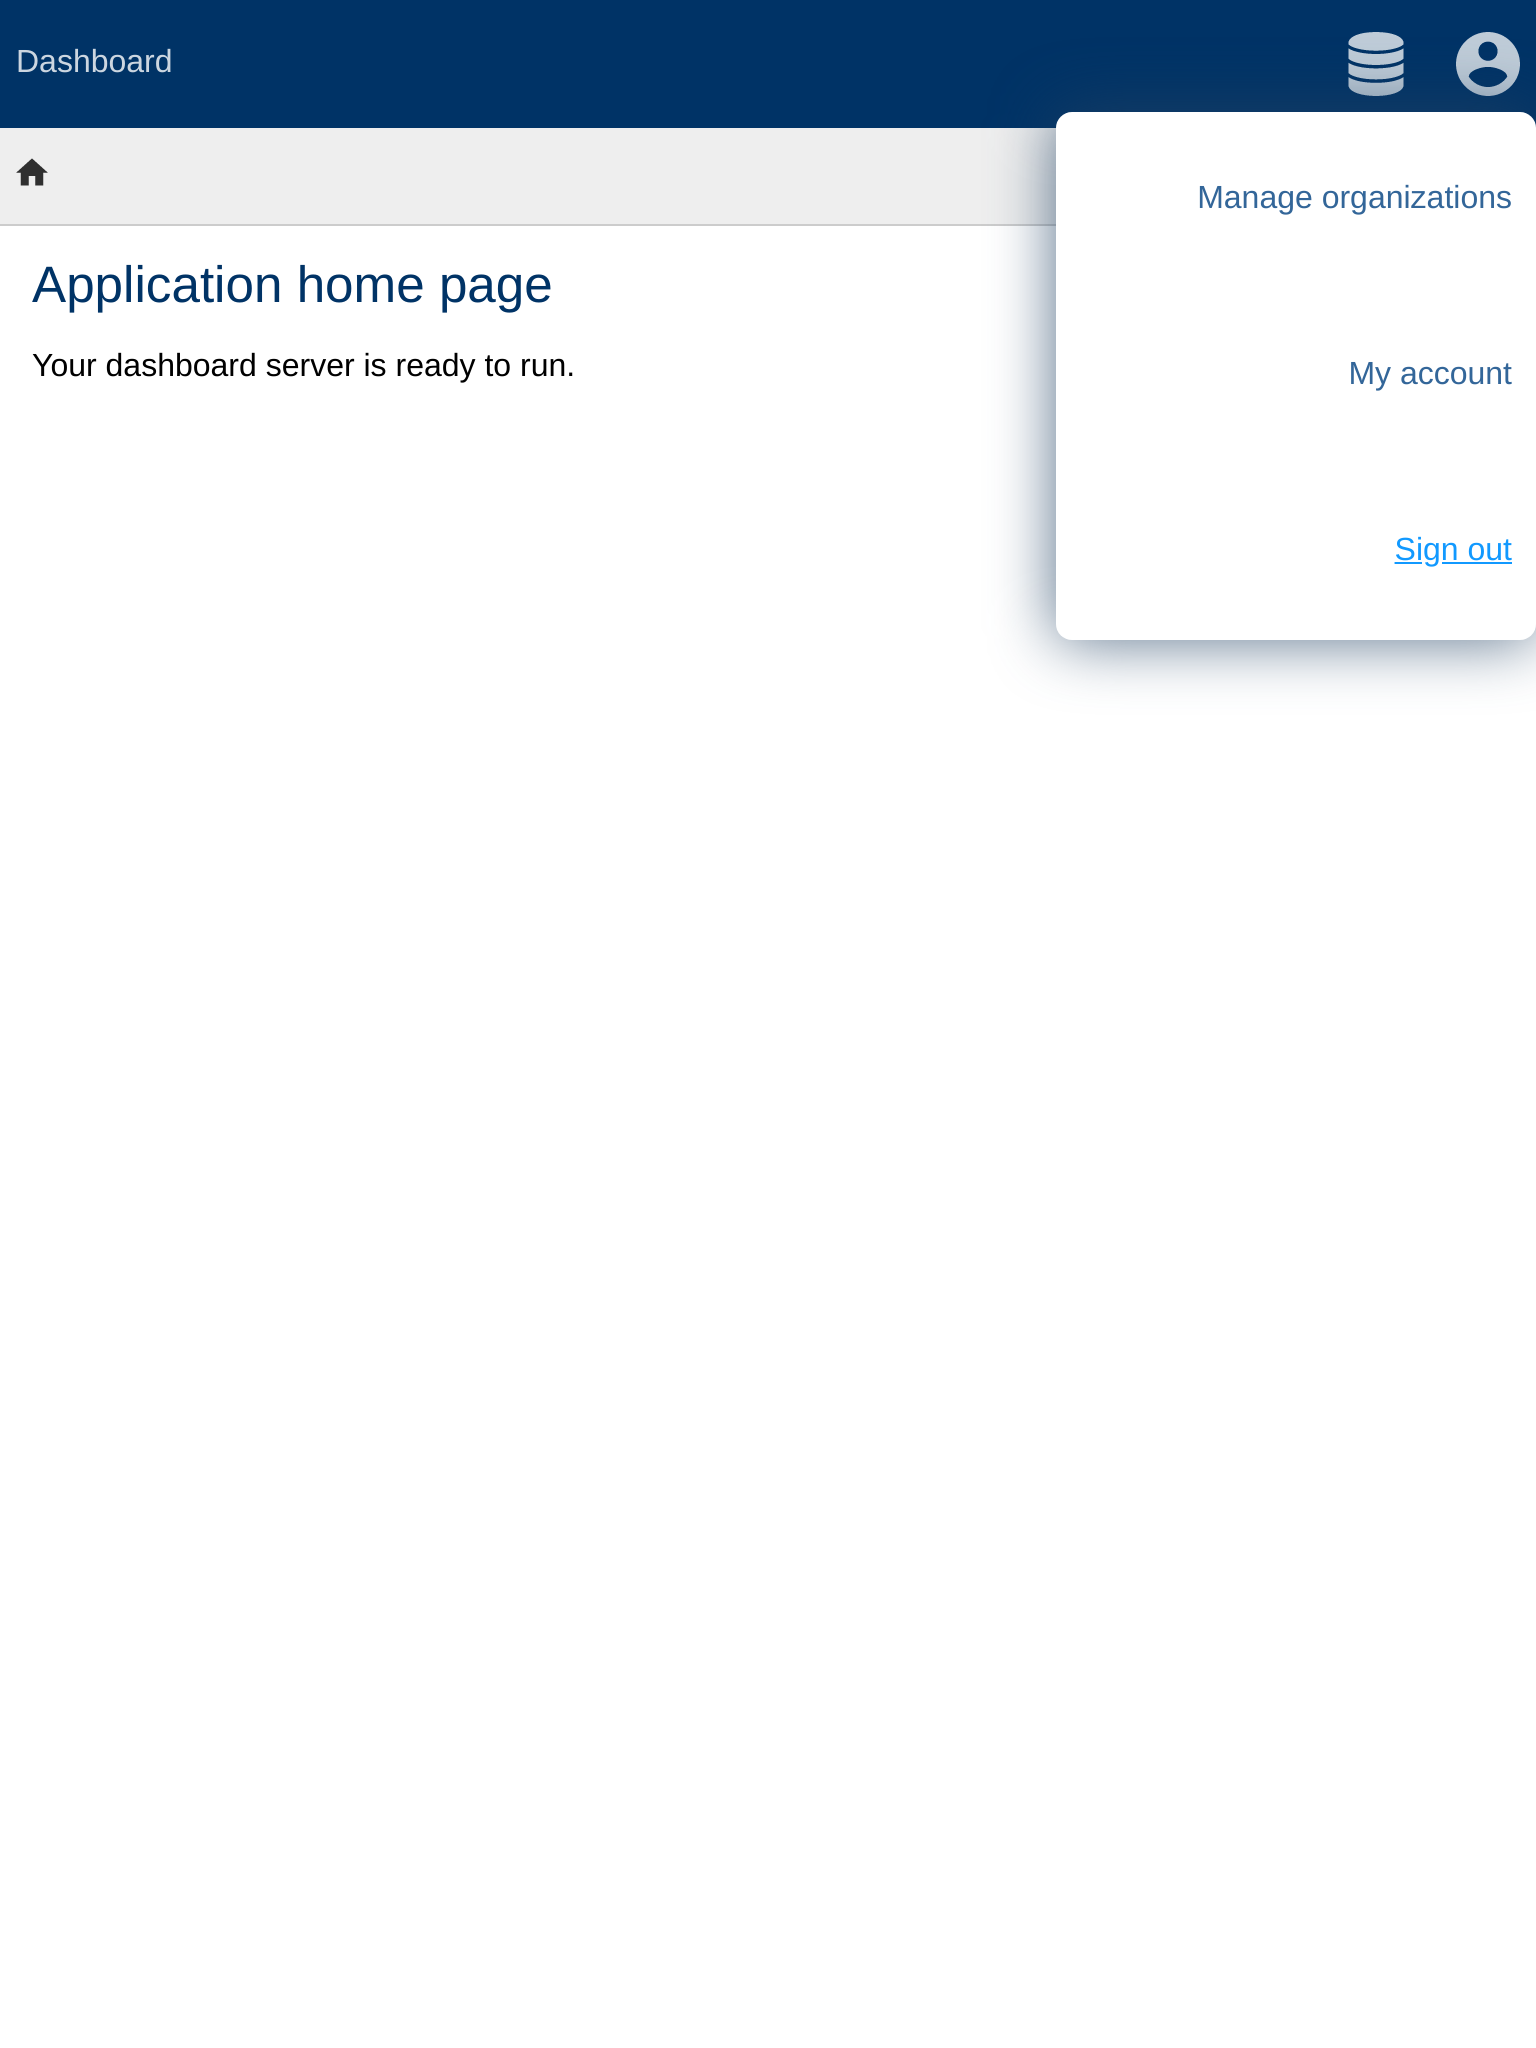 Dashboard
Manage organizations
My account
Sign out
Application home page
Your dashboard server is ready to run.